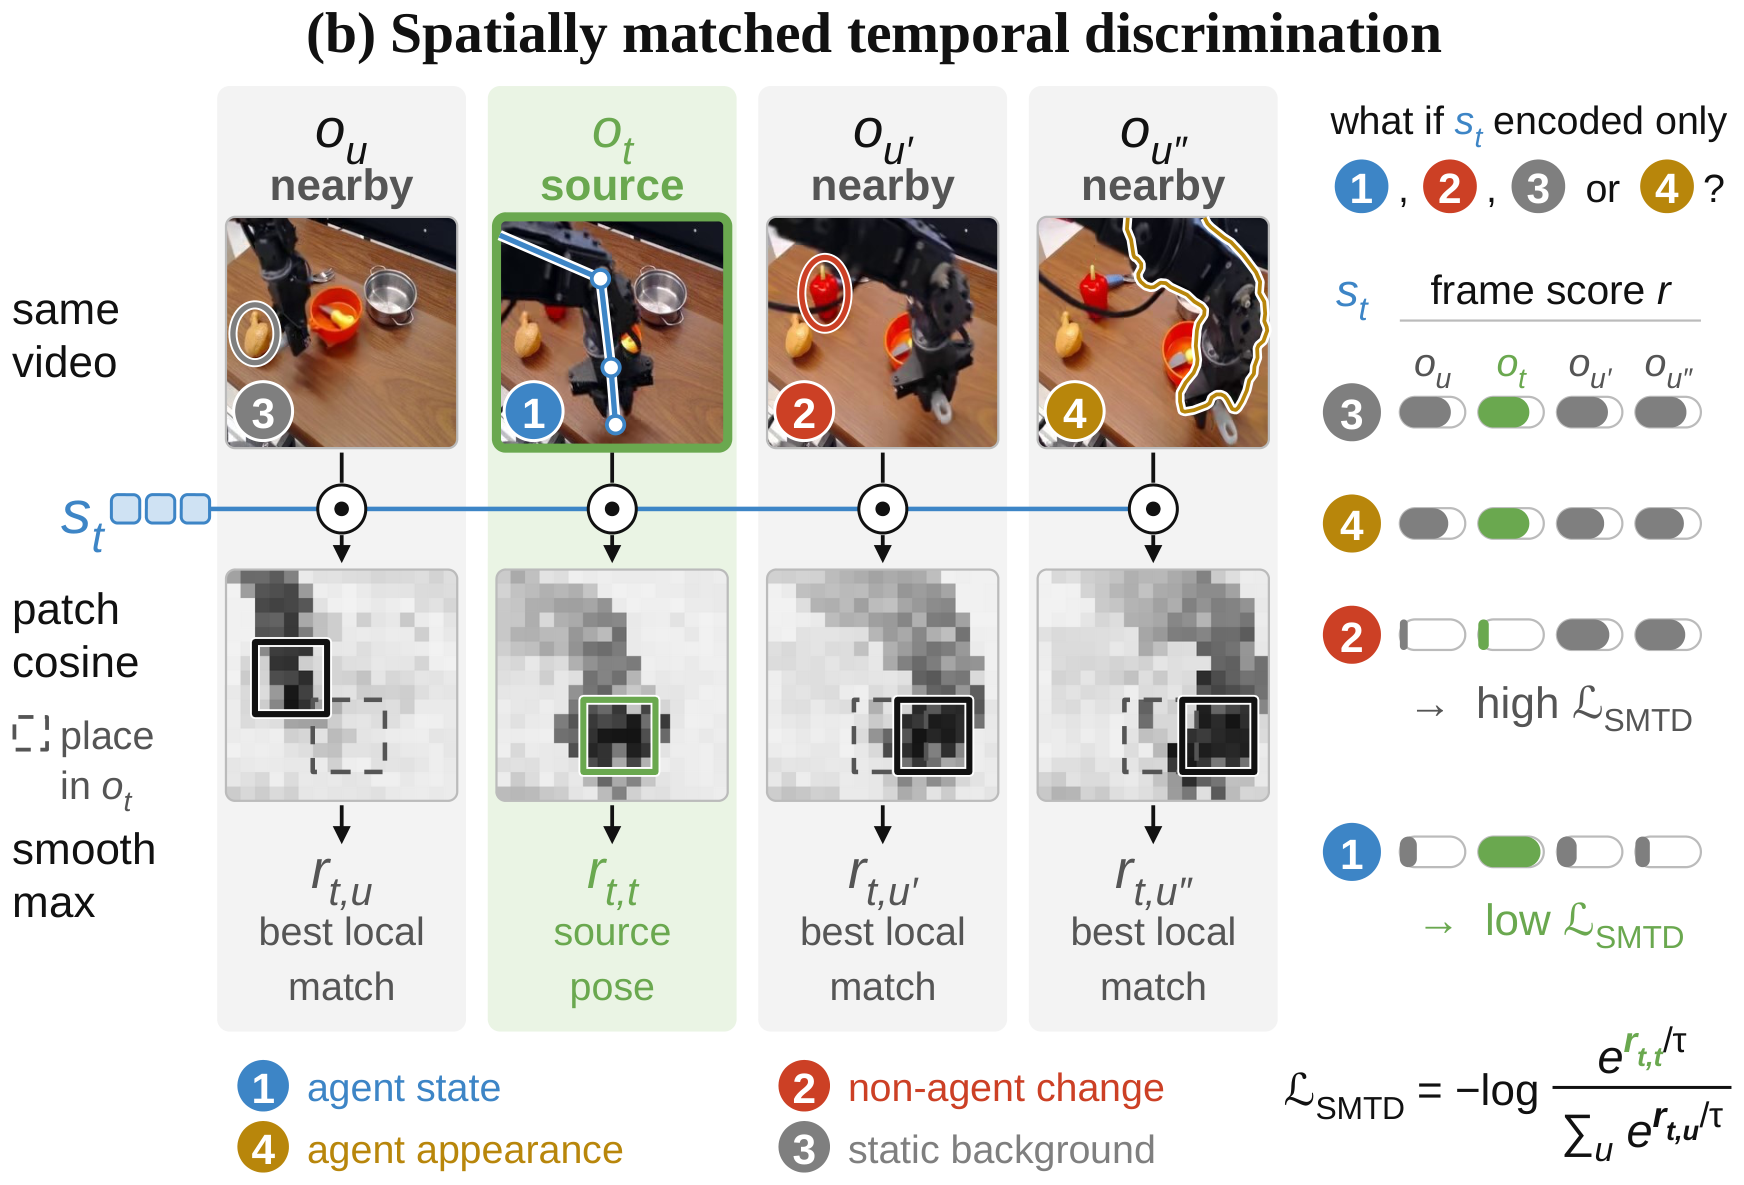 (b) Spatially matched temporal discrimination
o_u
nearby
o_t
source
o_u′
nearby
o_u″
nearby
same
video
3
1
2
4
s_t
patch
cosine
place
in o_t
smooth
max
r_t,u
best local
match
r_t,t
source
pose
r_t,u′
best local
match
r_t,u″
best local
match
1 agent state
2 non-agent change
4 agent appearance
3 static background
what if s_t encoded only
1 , 2 , 3 or 4 ?
s_t frame score r
o_u o_t o_u′ o_u″
3
4
2
→ high ℒ_SMTD
1
→ low ℒ_SMTD
ℒ_SMTD = −log e^{r_t,t/τ} / ∑_u e^{r_t,u/τ}